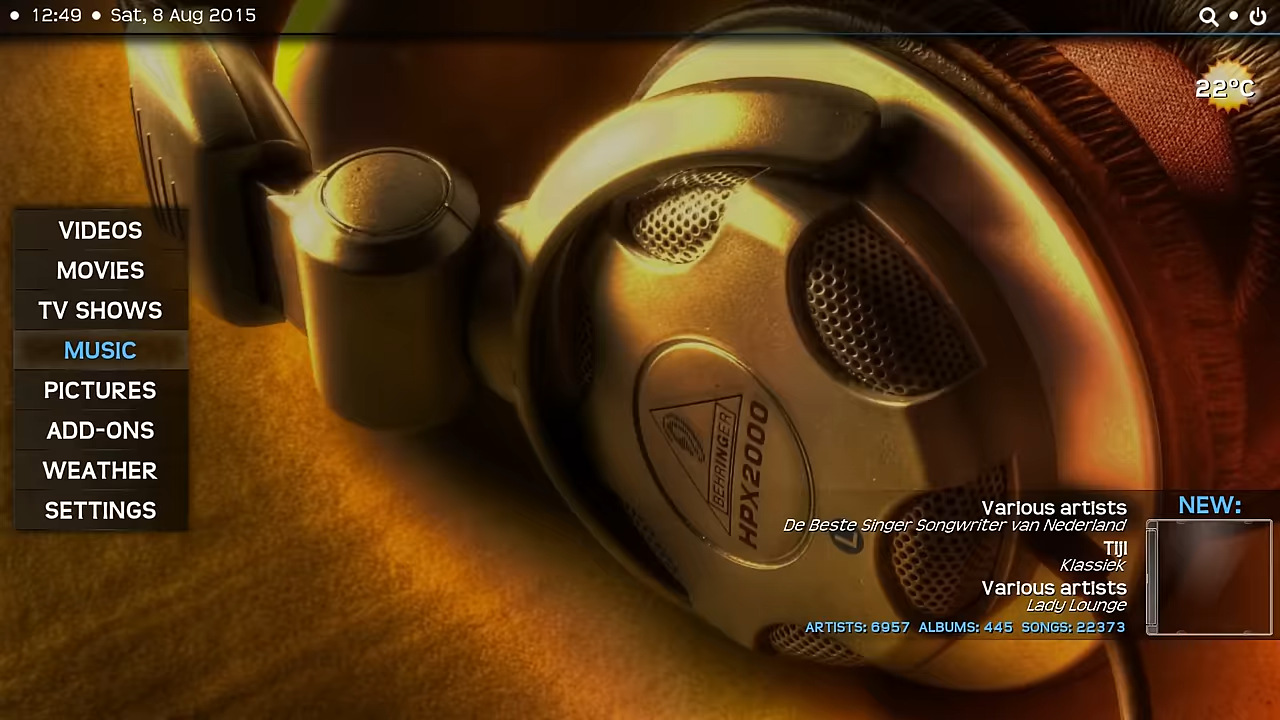 • 12:49 • Sat, 8 Aug 2015
22°C
VIDEOS
MOVIES
TV SHOWS
MUSIC
PICTURES
ADD-ONS
WEATHER
SETTINGS
BEHRINGER
HPX2000
L
NEW:
Various artists
De Beste Singer Songwriter van Nederland
Tiji
Klassiek
Various artists
Lady Lounge
ARTISTS: 6957 ALBUMS: 445 SONGS: 22373